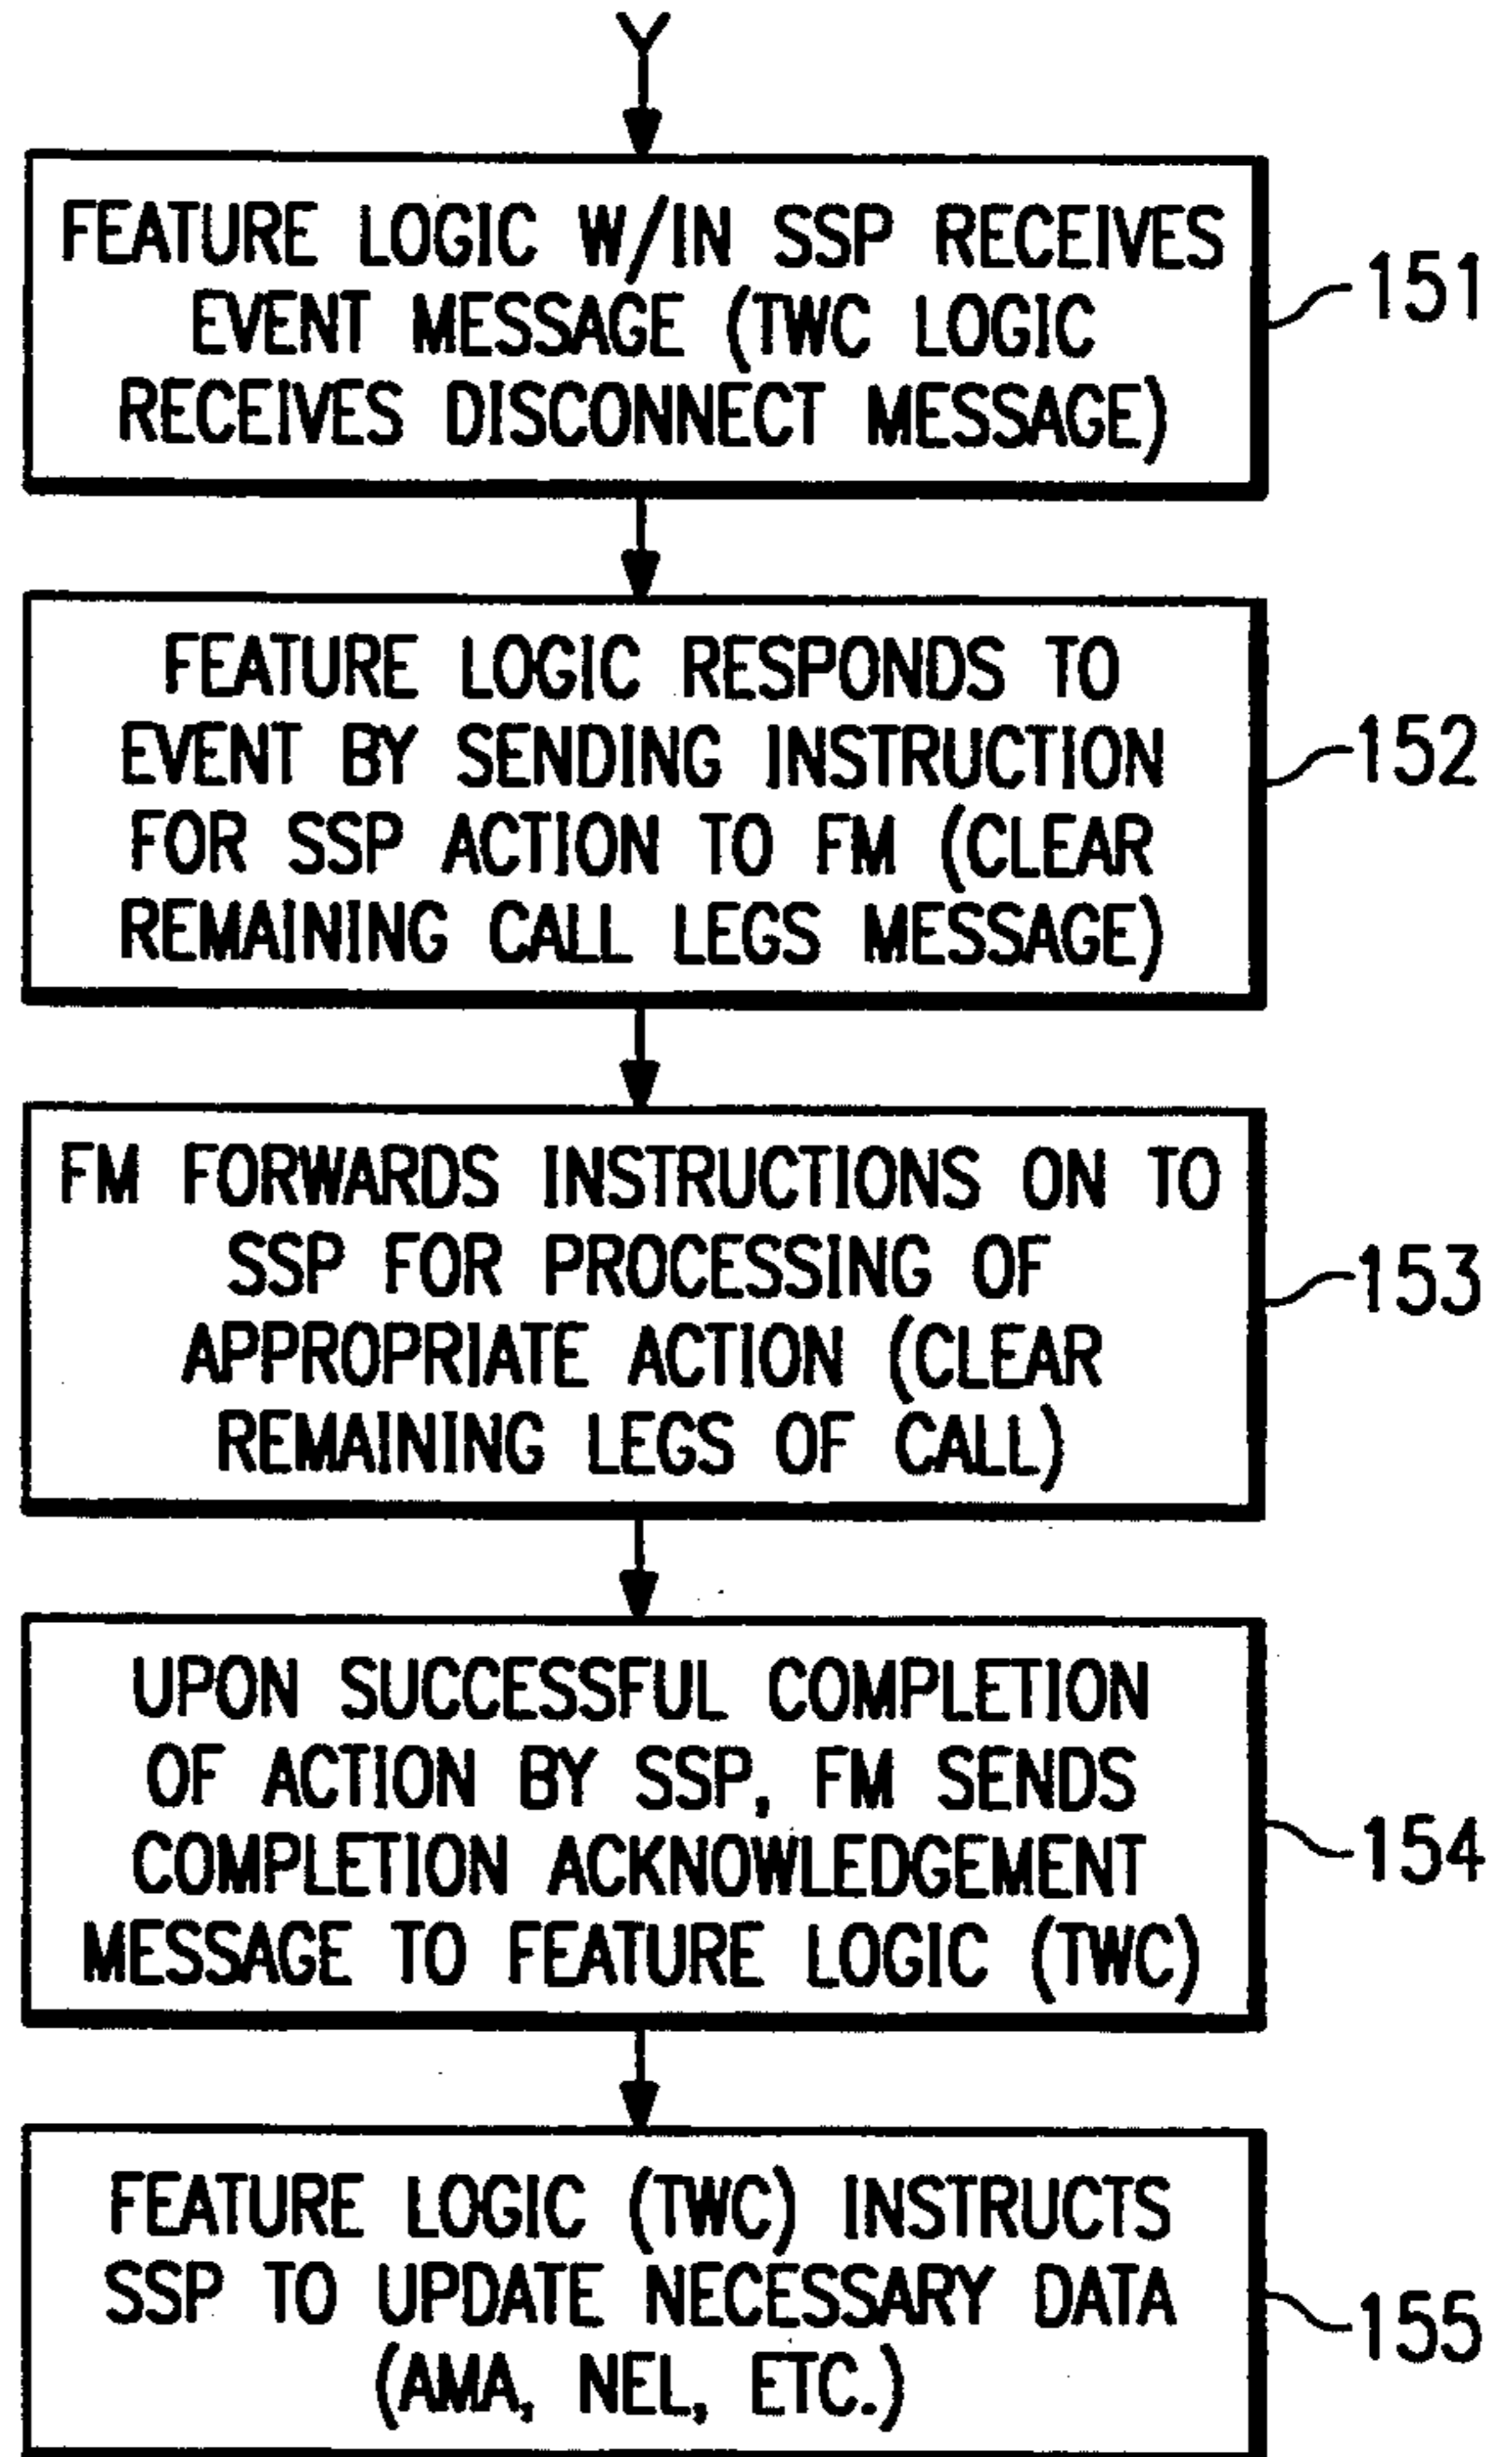 Y
FEATURE LOGIC W/IN SSP RECEIVES
EVENT MESSAGE (TWC LOGIC
RECEIVES DISCONNECT MESSAGE)
151
FEATURE LOGIC RESPONDS TO
EVENT BY SENDING INSTRUCTION
FOR SSP ACTION TO FM (CLEAR
REMAINING CALL LEGS MESSAGE)
152
FM FORWARDS INSTRUCTIONS ON TO
SSP FOR PROCESSING OF
APPROPRIATE ACTION (CLEAR
REMAINING LEGS OF CALL)
153
UPON SUCCESSFUL COMPLETION
OF ACTION BY SSP, FM SENDS
COMPLETION ACKNOWLEDGEMENT
MESSAGE TO FEATURE LOGIC (TWC)
154
FEATURE LOGIC (TWC) INSTRUCTS
SSP TO UPDATE NECESSARY DATA
(AMA, NEL, ETC.)
155